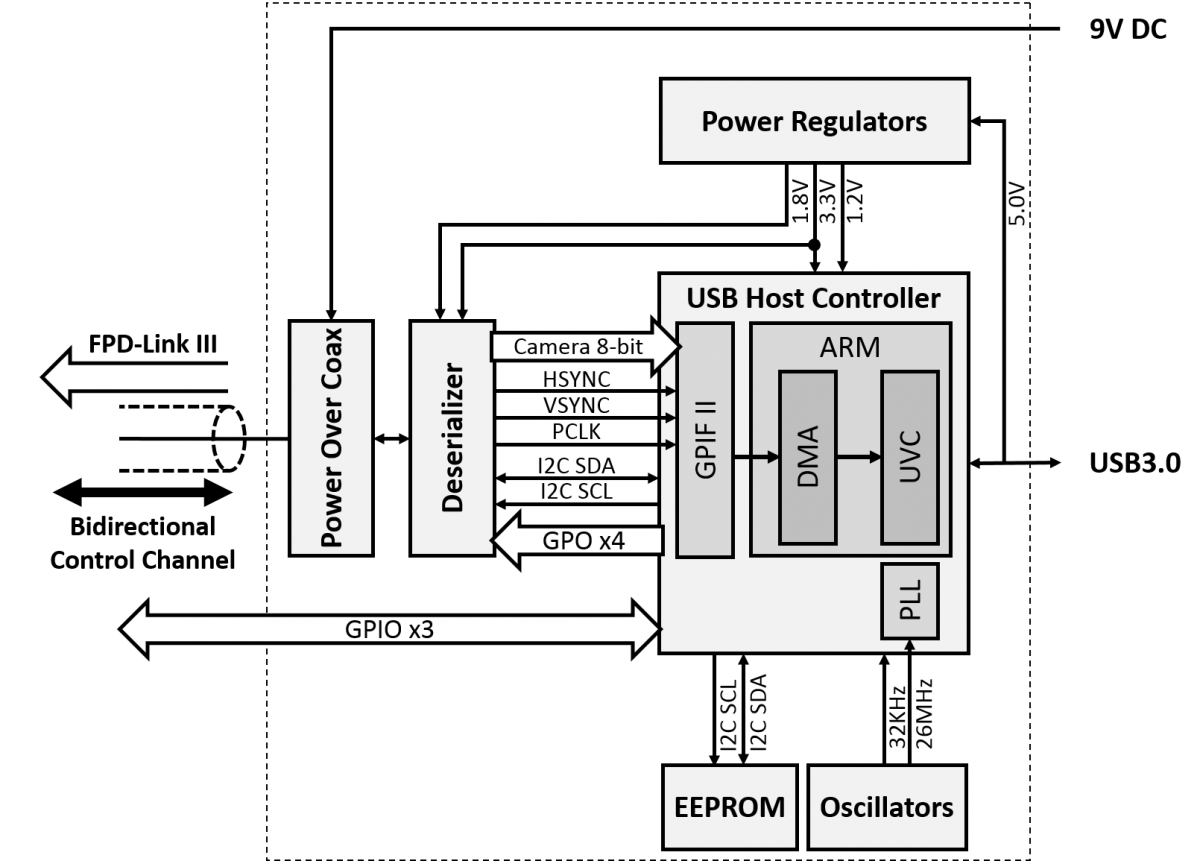 9V DC
Power Regulators
1.8V
3.3V
1.2V
5.0V
USB Host Controller
FPD-Link III
Power Over Coax
Deserializer
Camera 8-bit
HSYNC
VSYNC
PCLK
I2C SDA
I2C SCL
GPO x4
GPIF II
ARM
DMA
UVC
USB3.0
Bidirectional
Control Channel
PLL
GPIO x3
I2C SCL
I2C SDA
32KHz
26MHz
EEPROM
Oscillators